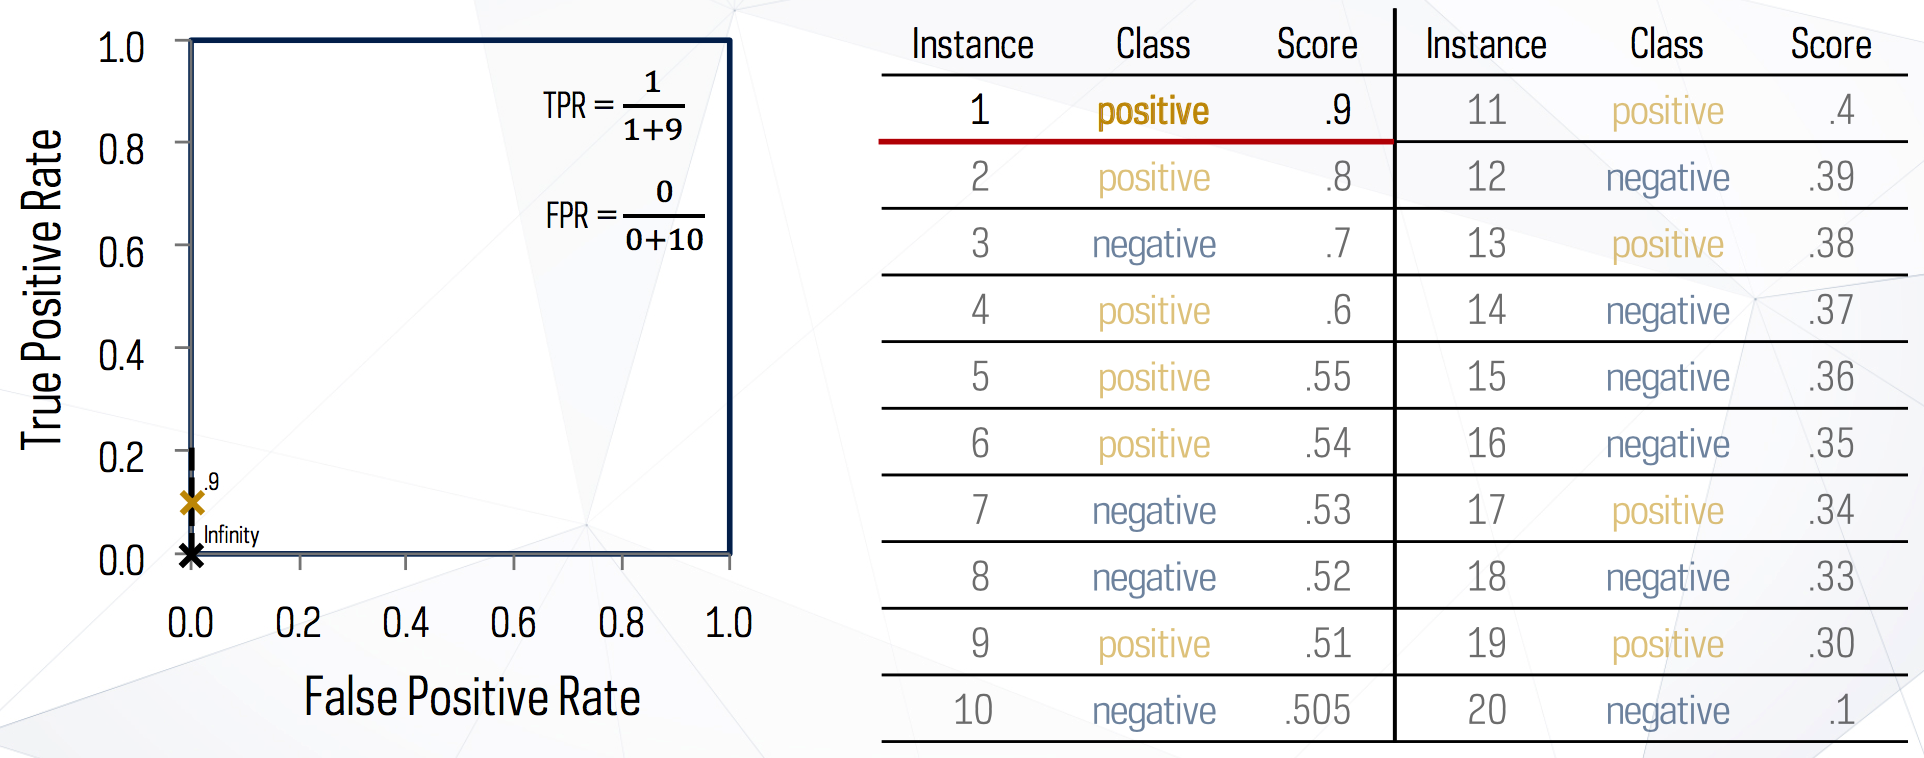 True Positive Rate
1.0
0.8
0.6
0.4
0.2
0.0
TPR = 1
1+9
FPR = 0
0+10
.9
Infinity
0.0 0.2 0.4 0.6 0.8 1.0
False Positive Rate
Instance Class Score Instance Class Score
1 positive .9 11 positive .4
2 positive .8 12 negative .39
3 negative .7 13 positive .38
4 positive .6 14 negative .37
5 positive .55 15 negative .36
6 positive .54 16 negative .35
7 negative .53 17 positive .34
8 negative .52 18 negative .33
9 positive .51 19 positive .30
10 negative .505 20 negative .1